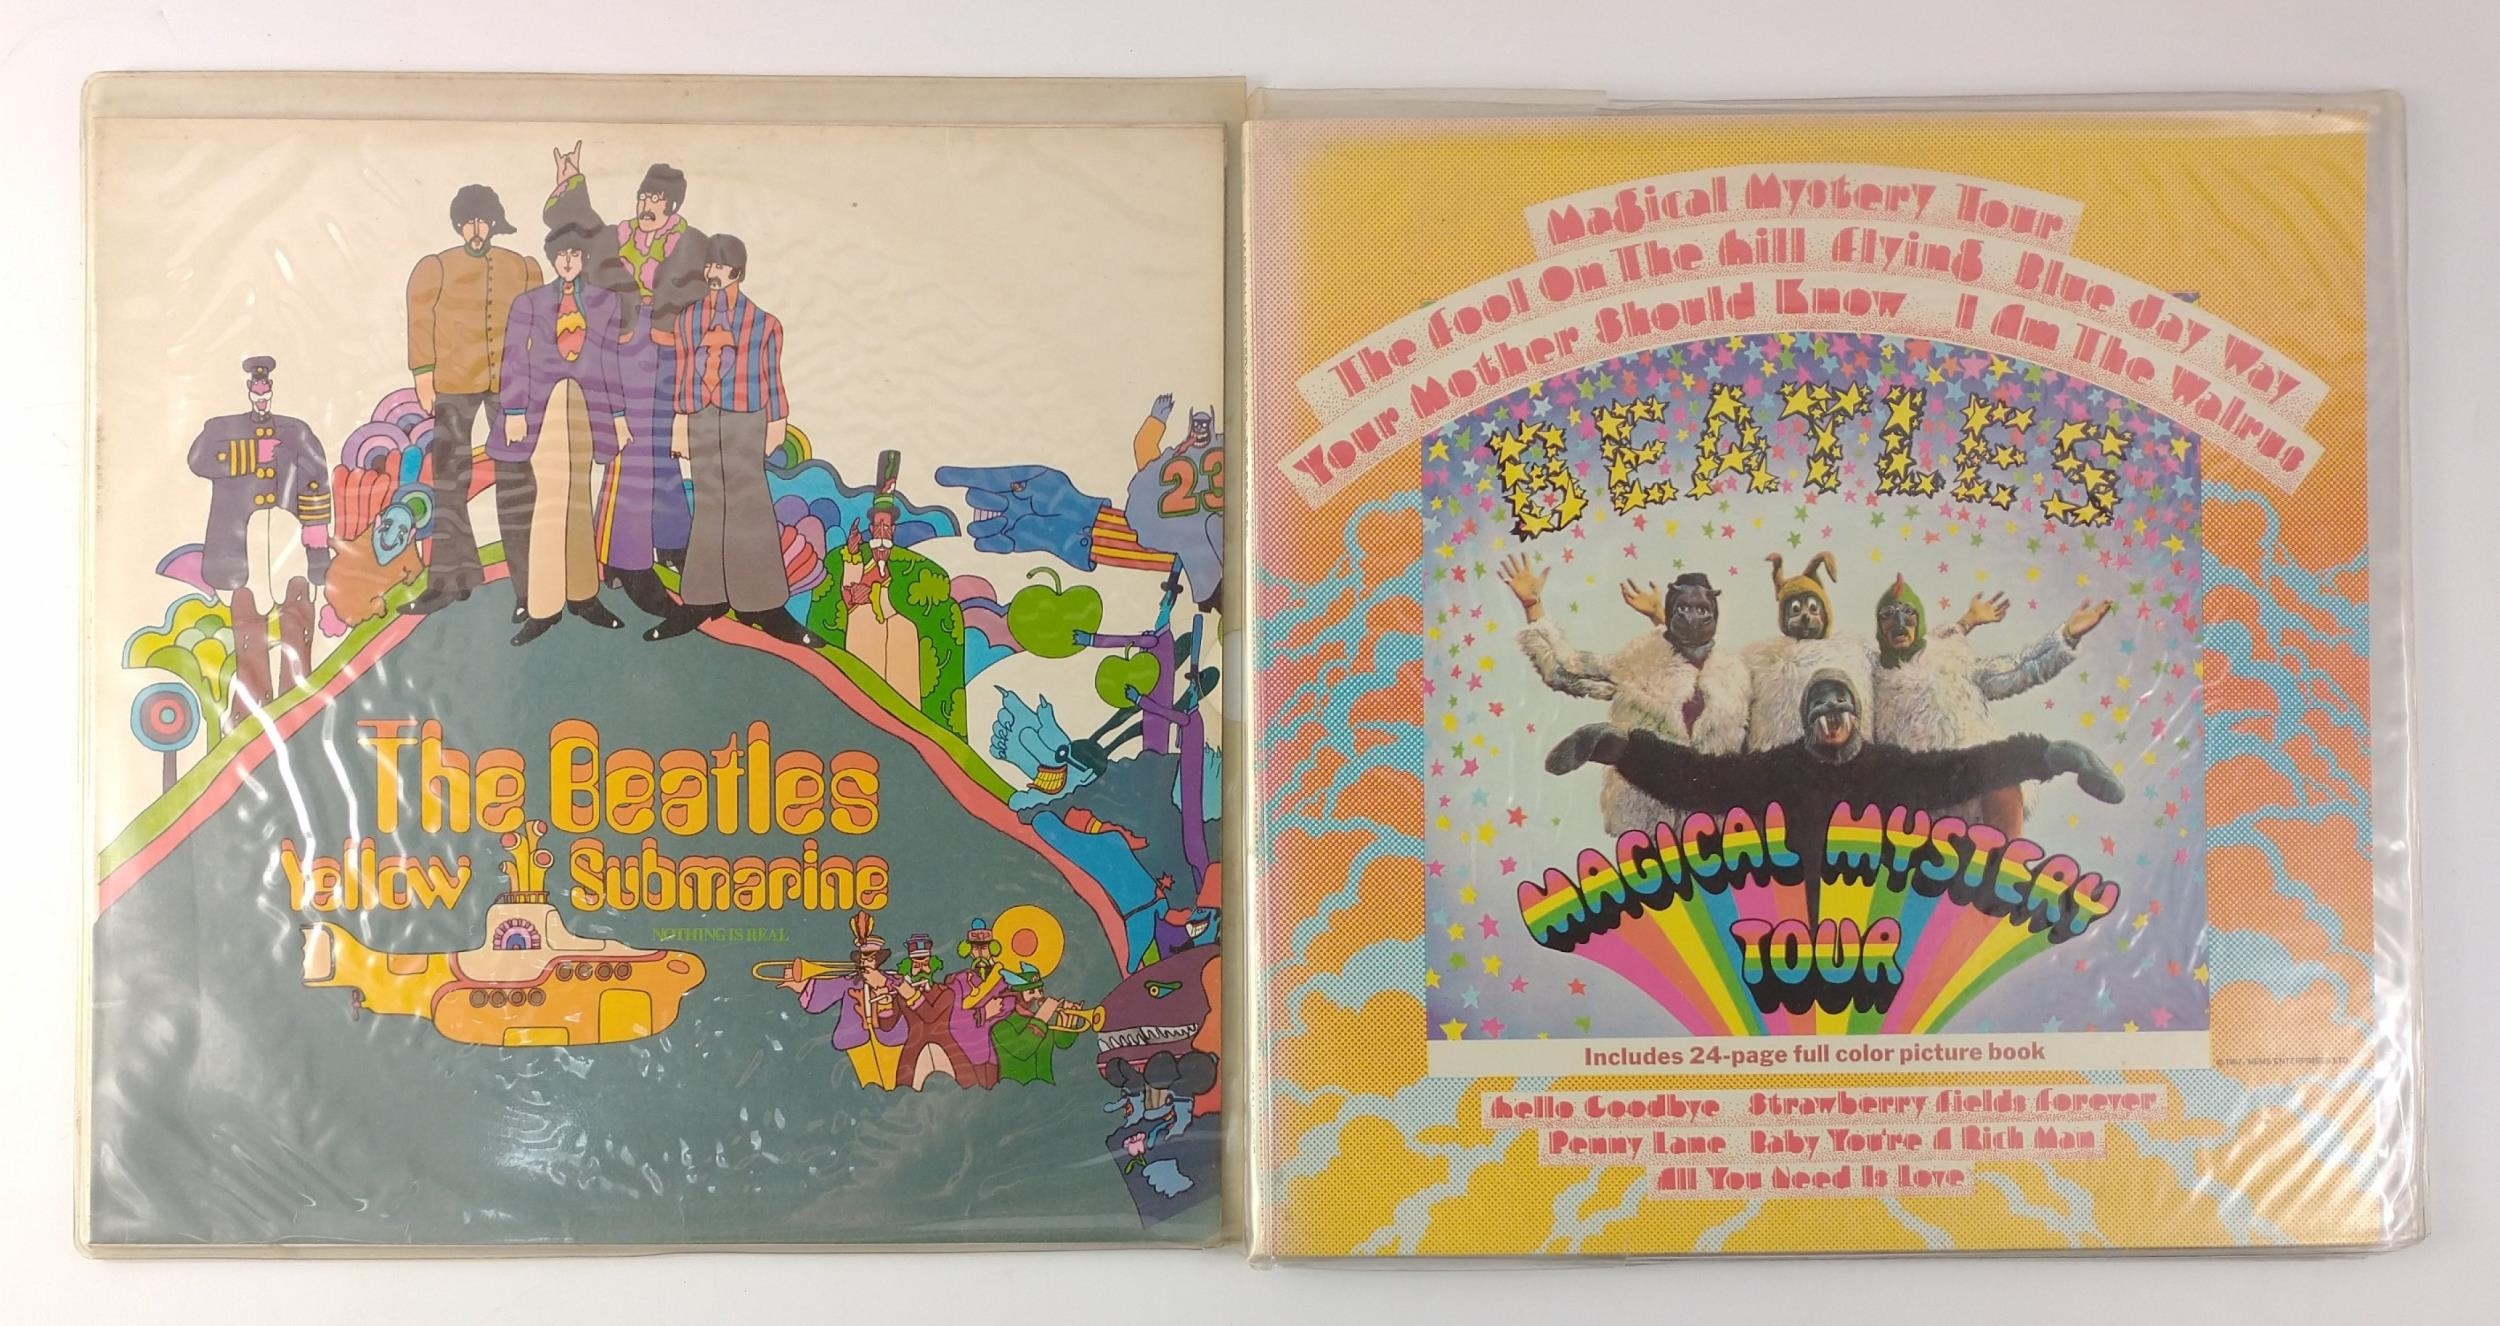 23
The Beatles
Yellow Submarine
NOTHING IS REAL
Magical Mystery Tour
The Fool On The Hill Flying Blue Jay Way
Your Mother Should Know I Am The Walrus
BEATLES
MAGICAL MYSTERY
TOUR
Includes 24-page full color picture book
Hello Goodbye Strawberry Fields Forever
Penny Lane Baby You're A Rich Man
All You Need Is Love